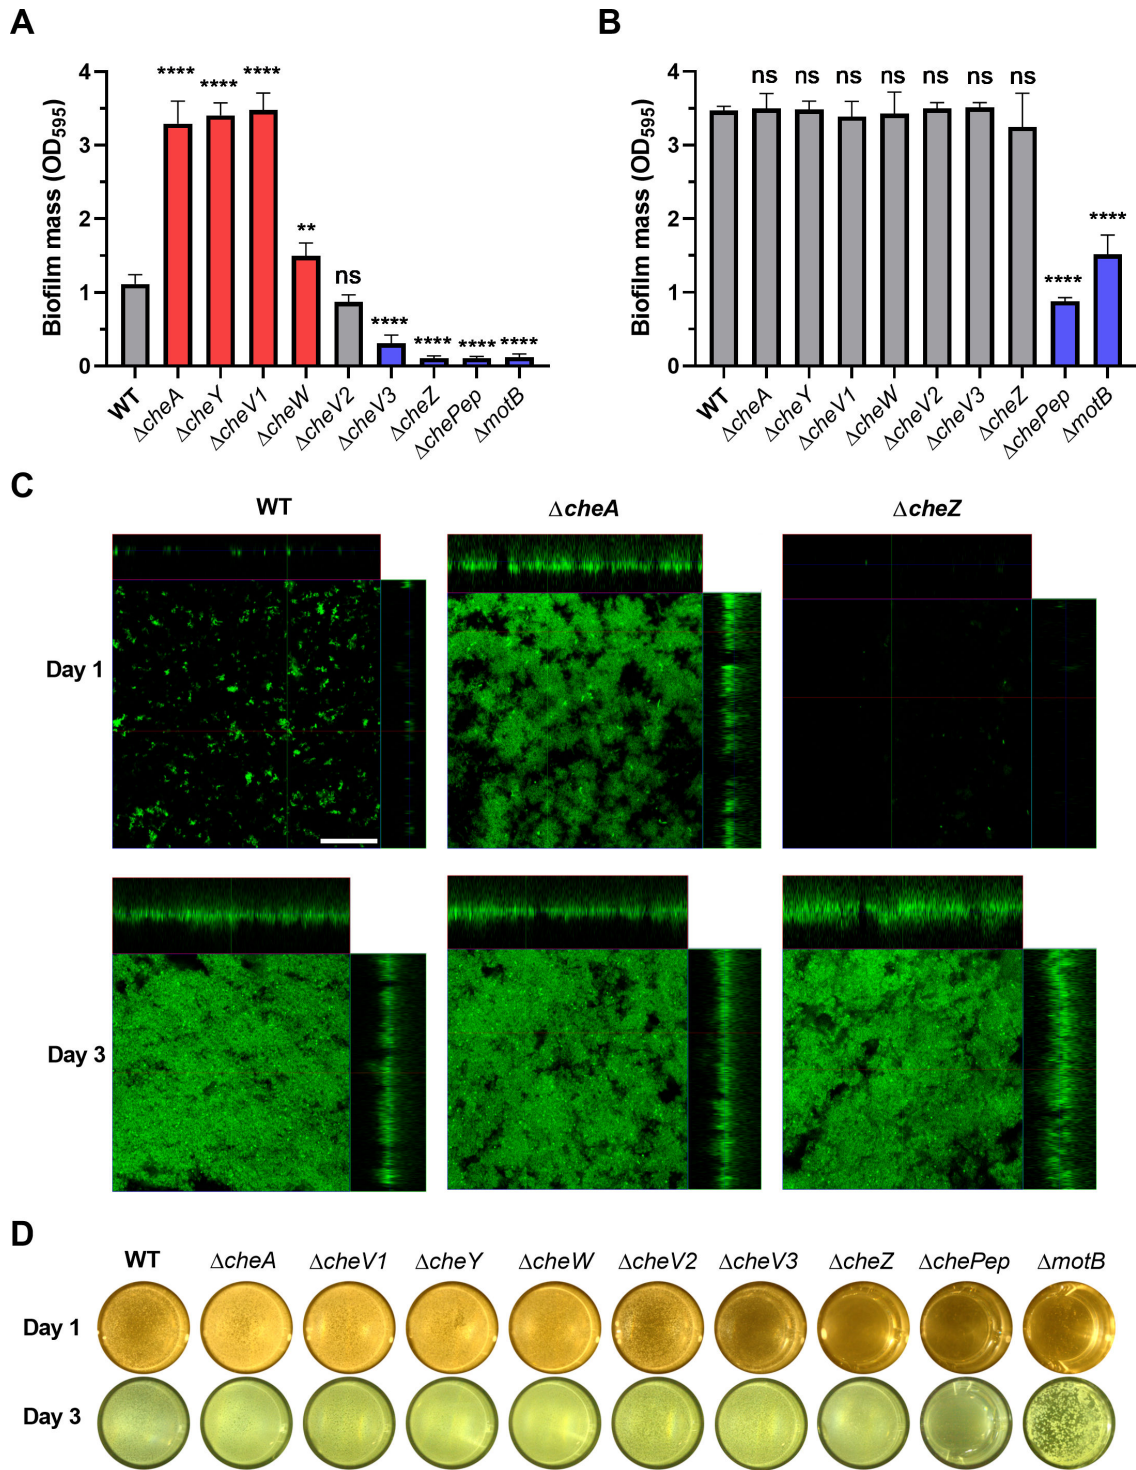 A
B
4
3
2
1
0
Biofilm mass (OD595)
****
****
****
**
ns
****
****
****
****
WT
ΔcheA
ΔcheY
ΔcheV1
ΔcheW
ΔcheV2
ΔcheV3
ΔcheZ
ΔchePep
ΔmotB
4
3
2
1
0
Biofilm mass (OD595)
ns
ns
ns
ns
ns
ns
ns
****
****
WT
ΔcheA
ΔcheY
ΔcheV1
ΔcheW
ΔcheV2
ΔcheV3
ΔcheZ
ΔchePep
ΔmotB
C
WT
ΔcheA
ΔcheZ
Day 1
Day 3
D
WT
ΔcheA
ΔcheV1
ΔcheY
ΔcheW
ΔcheV2
ΔcheV3
ΔcheZ
ΔchePep
ΔmotB
Day 1
Day 3